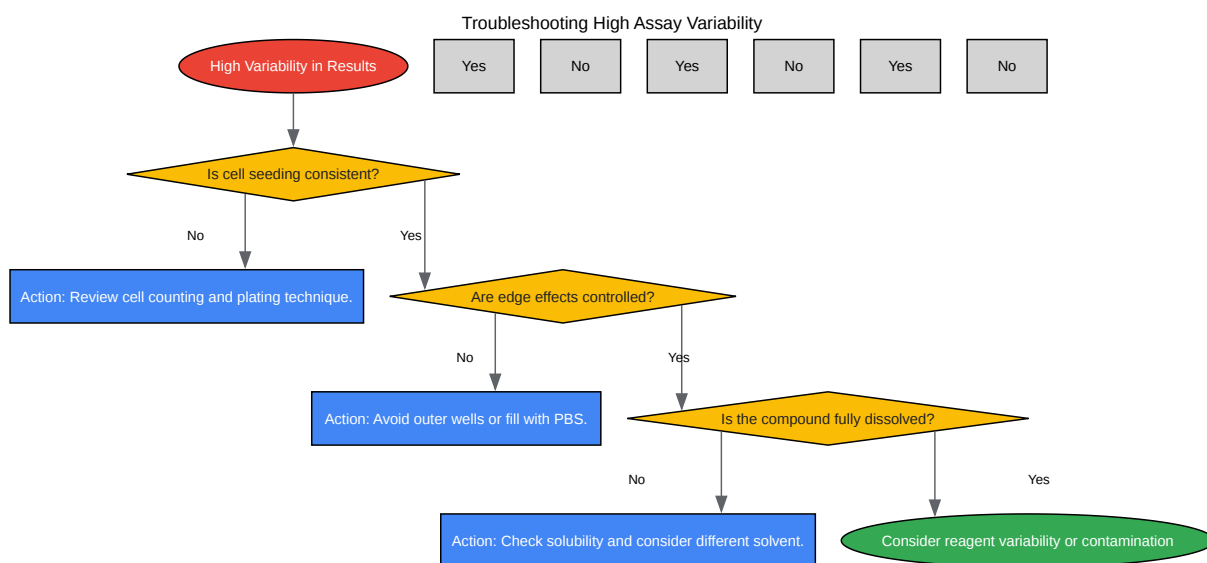 Troubleshooting High Assay Variability
High Variability in Results
Yes
No
Yes
No
Yes
No
Is cell seeding consistent?
No
Yes
Action: Review cell counting and plating technique.
Are edge effects controlled?
No
Yes
Action: Avoid outer wells or fill with PBS.
Is the compound fully dissolved?
No
Yes
Action: Check solubility and consider different solvent.
Consider reagent variability or contamination